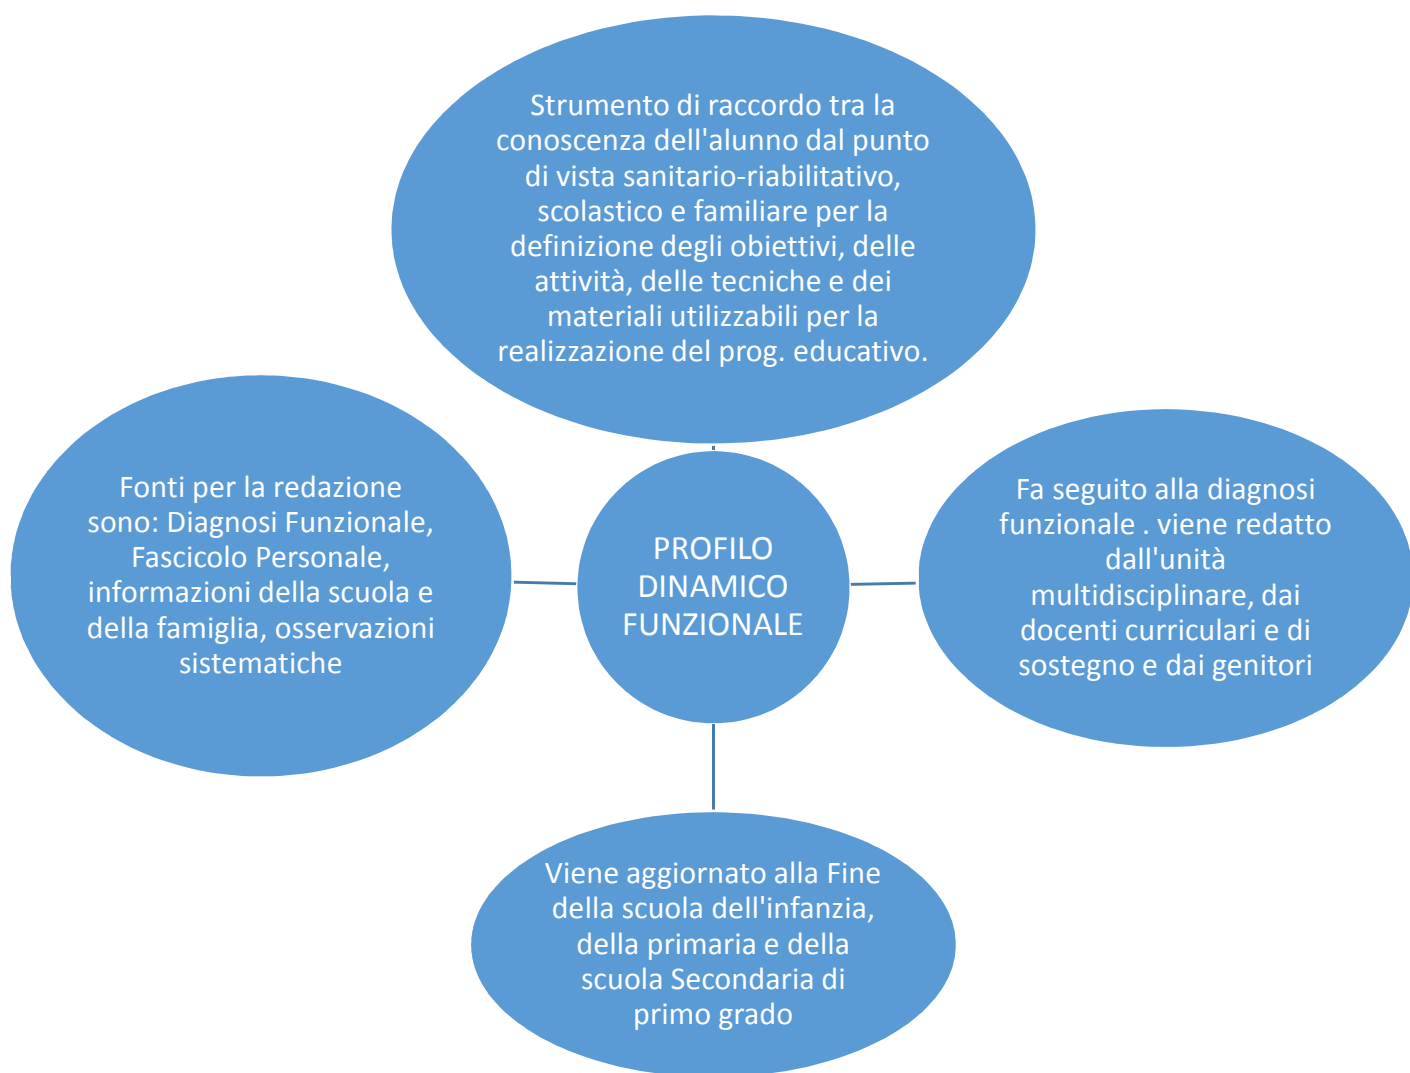 Strumento di raccordo tra la
conoscenza dell'alunno dal punto
di vista sanitario-riabilitativo,
scolastico e familiare per la
definizione degli obiettivi, delle
attività, delle tecniche e dei
materiali utilizzabili per la
realizzazione del prog. educativo.
Fonti per la redazione
sono: Diagnosi Funzionale,
Fascicolo Personale,
informazioni della scuola e
della famiglia, osservazioni
sistematiche
PROFILO
DINAMICO
FUNZIONALE
Fa seguito alla diagnosi
funzionale . viene redatto
dall'unità
multidisciplinare, dai
docenti curriculari e di
sostegno e dai genitori
Viene aggiornato alla Fine
della scuola dell'infanzia,
della primaria e della
scuola Secondaria di
primo grado